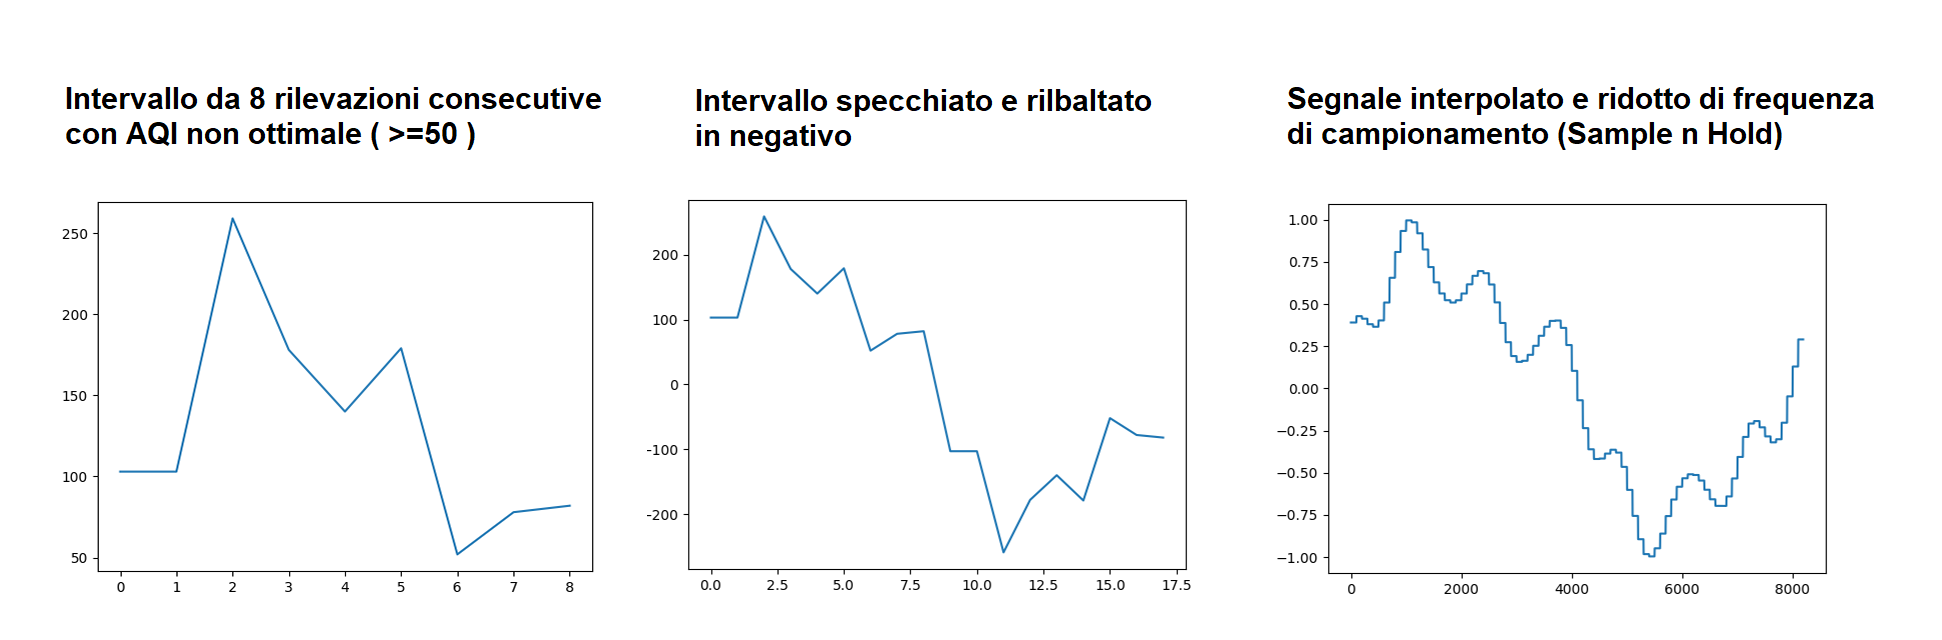 Intervallo da 8 rilevazioni consecutive
con AQI non ottimale ( >=50 )
Intervallo specchiato e rilbaltato
in negativo
Segnale interpolato e ridotto di frequenza
di campionamento (Sample n Hold)
250
200
150
100
50
0 1 2 3 4 5 6 7 8
200
100
0
-100
-200
0.0 2.5 5.0 7.5 10.0 12.5 15.0 17.5
1.00
0.75
0.50
0.25
0.00
−0.25
−0.50
−0.75
−1.00
0 2000 4000 6000 8000